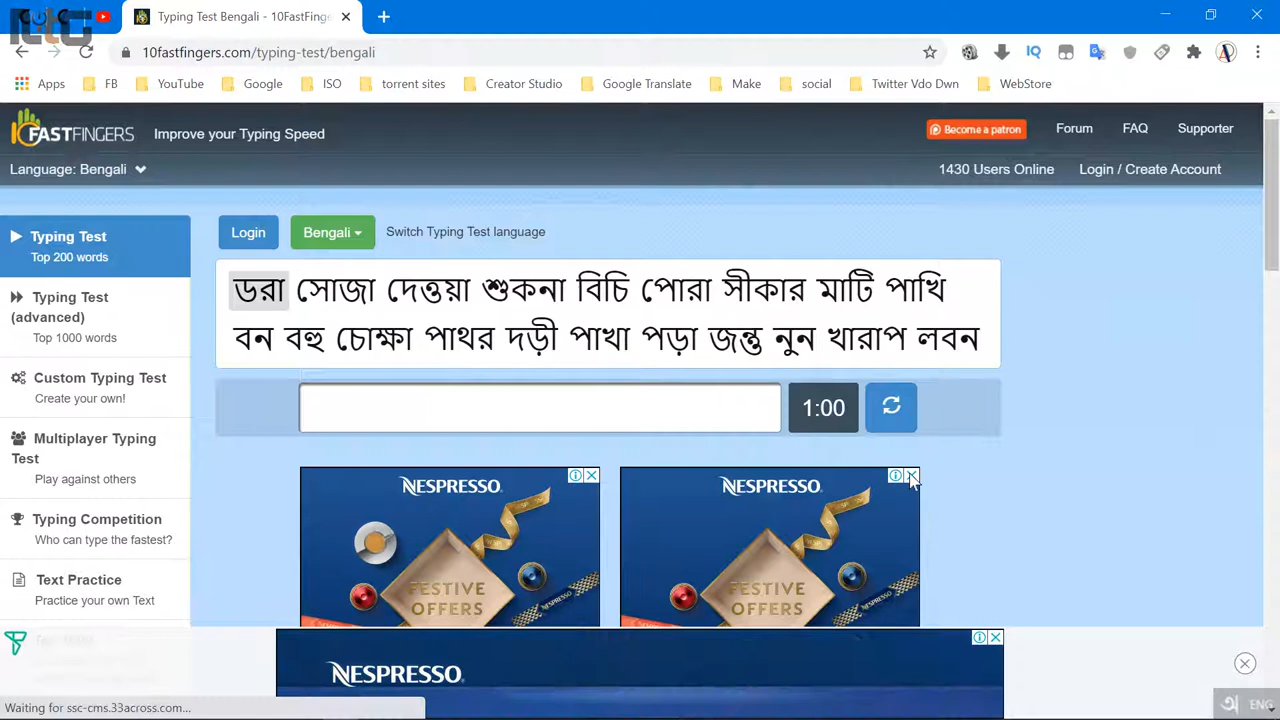 Typing Test Bengali - 10FastFinge
10fastfingers.com/typing-test/bengali
Apps FB YouTube Google ISO torrent sites Creator Studio Google Translate Make social Twitter Vdo Dwn WebStore
FASTFINGERS Improve your Typing Speed
Become a patron Forum FAQ Supporter
Language: Bengali
1430 Users Online Login / Create Account
Typing Test
Top 200 words
Login Bengali Switch Typing Test language
ডরা সোজা দেওয়া শুকনা বিচি পোরা সীকার মাটি পাখি
বন বহু চোক্ষা পাথর দড়ী পাখা পড়া জন্তু নুন খারাপ লবন
1:00
Typing Test
(advanced)
Top 1000 words
Custom Typing Test
Create your own!
Multiplayer Typing
Test
Play against others
Typing Competition
Who can type the fastest?
Text Practice
Practice your own Text
NESPRESSO.
FESTIVE
OFFERS
NESPRESSO.
FESTIVE
OFFERS
NESPRESSO.
Waiting for ssc-cms.33across.com...
অ ENG